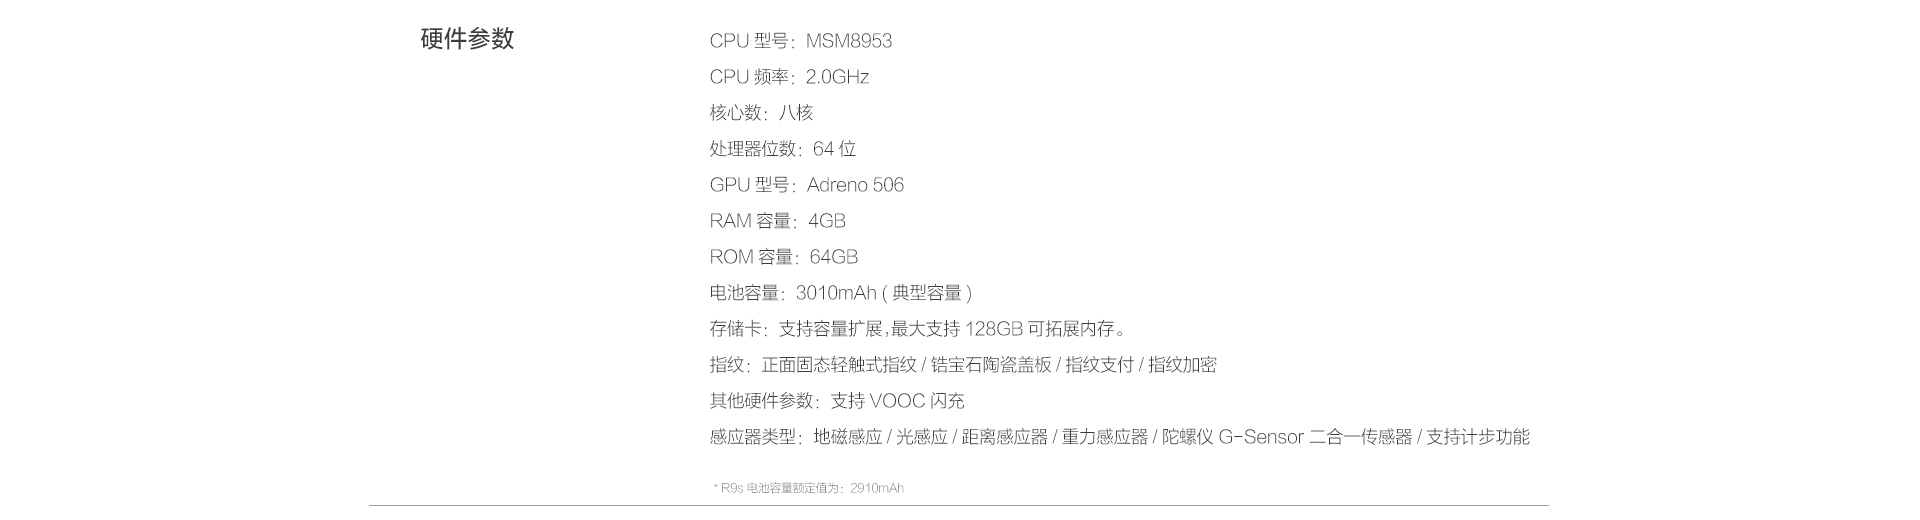 硬件参数
CPU 型号：MSM8953
CPU 频率：2.0GHz
核心数：八核
处理器位数：64 位
GPU 型号：Adreno 506
RAM 容量：4GB
ROM 容量：64GB
电池容量：3010mAh ( 典型容量 )
存储卡：支持容量扩展，最大支持 128GB 可拓展内存。
指纹：正面固态轻触式指纹 / 锆宝石陶瓷盖板 / 指纹支付 / 指纹加密
其他硬件参数：支持 VOOC 闪充
感应器类型：地磁感应 / 光感应 / 距离感应器 / 重力感应器 / 陀螺仪 G-Sensor 二合一传感器 / 支持计步功能
* R9s 电池容量额定值为：2910mAh